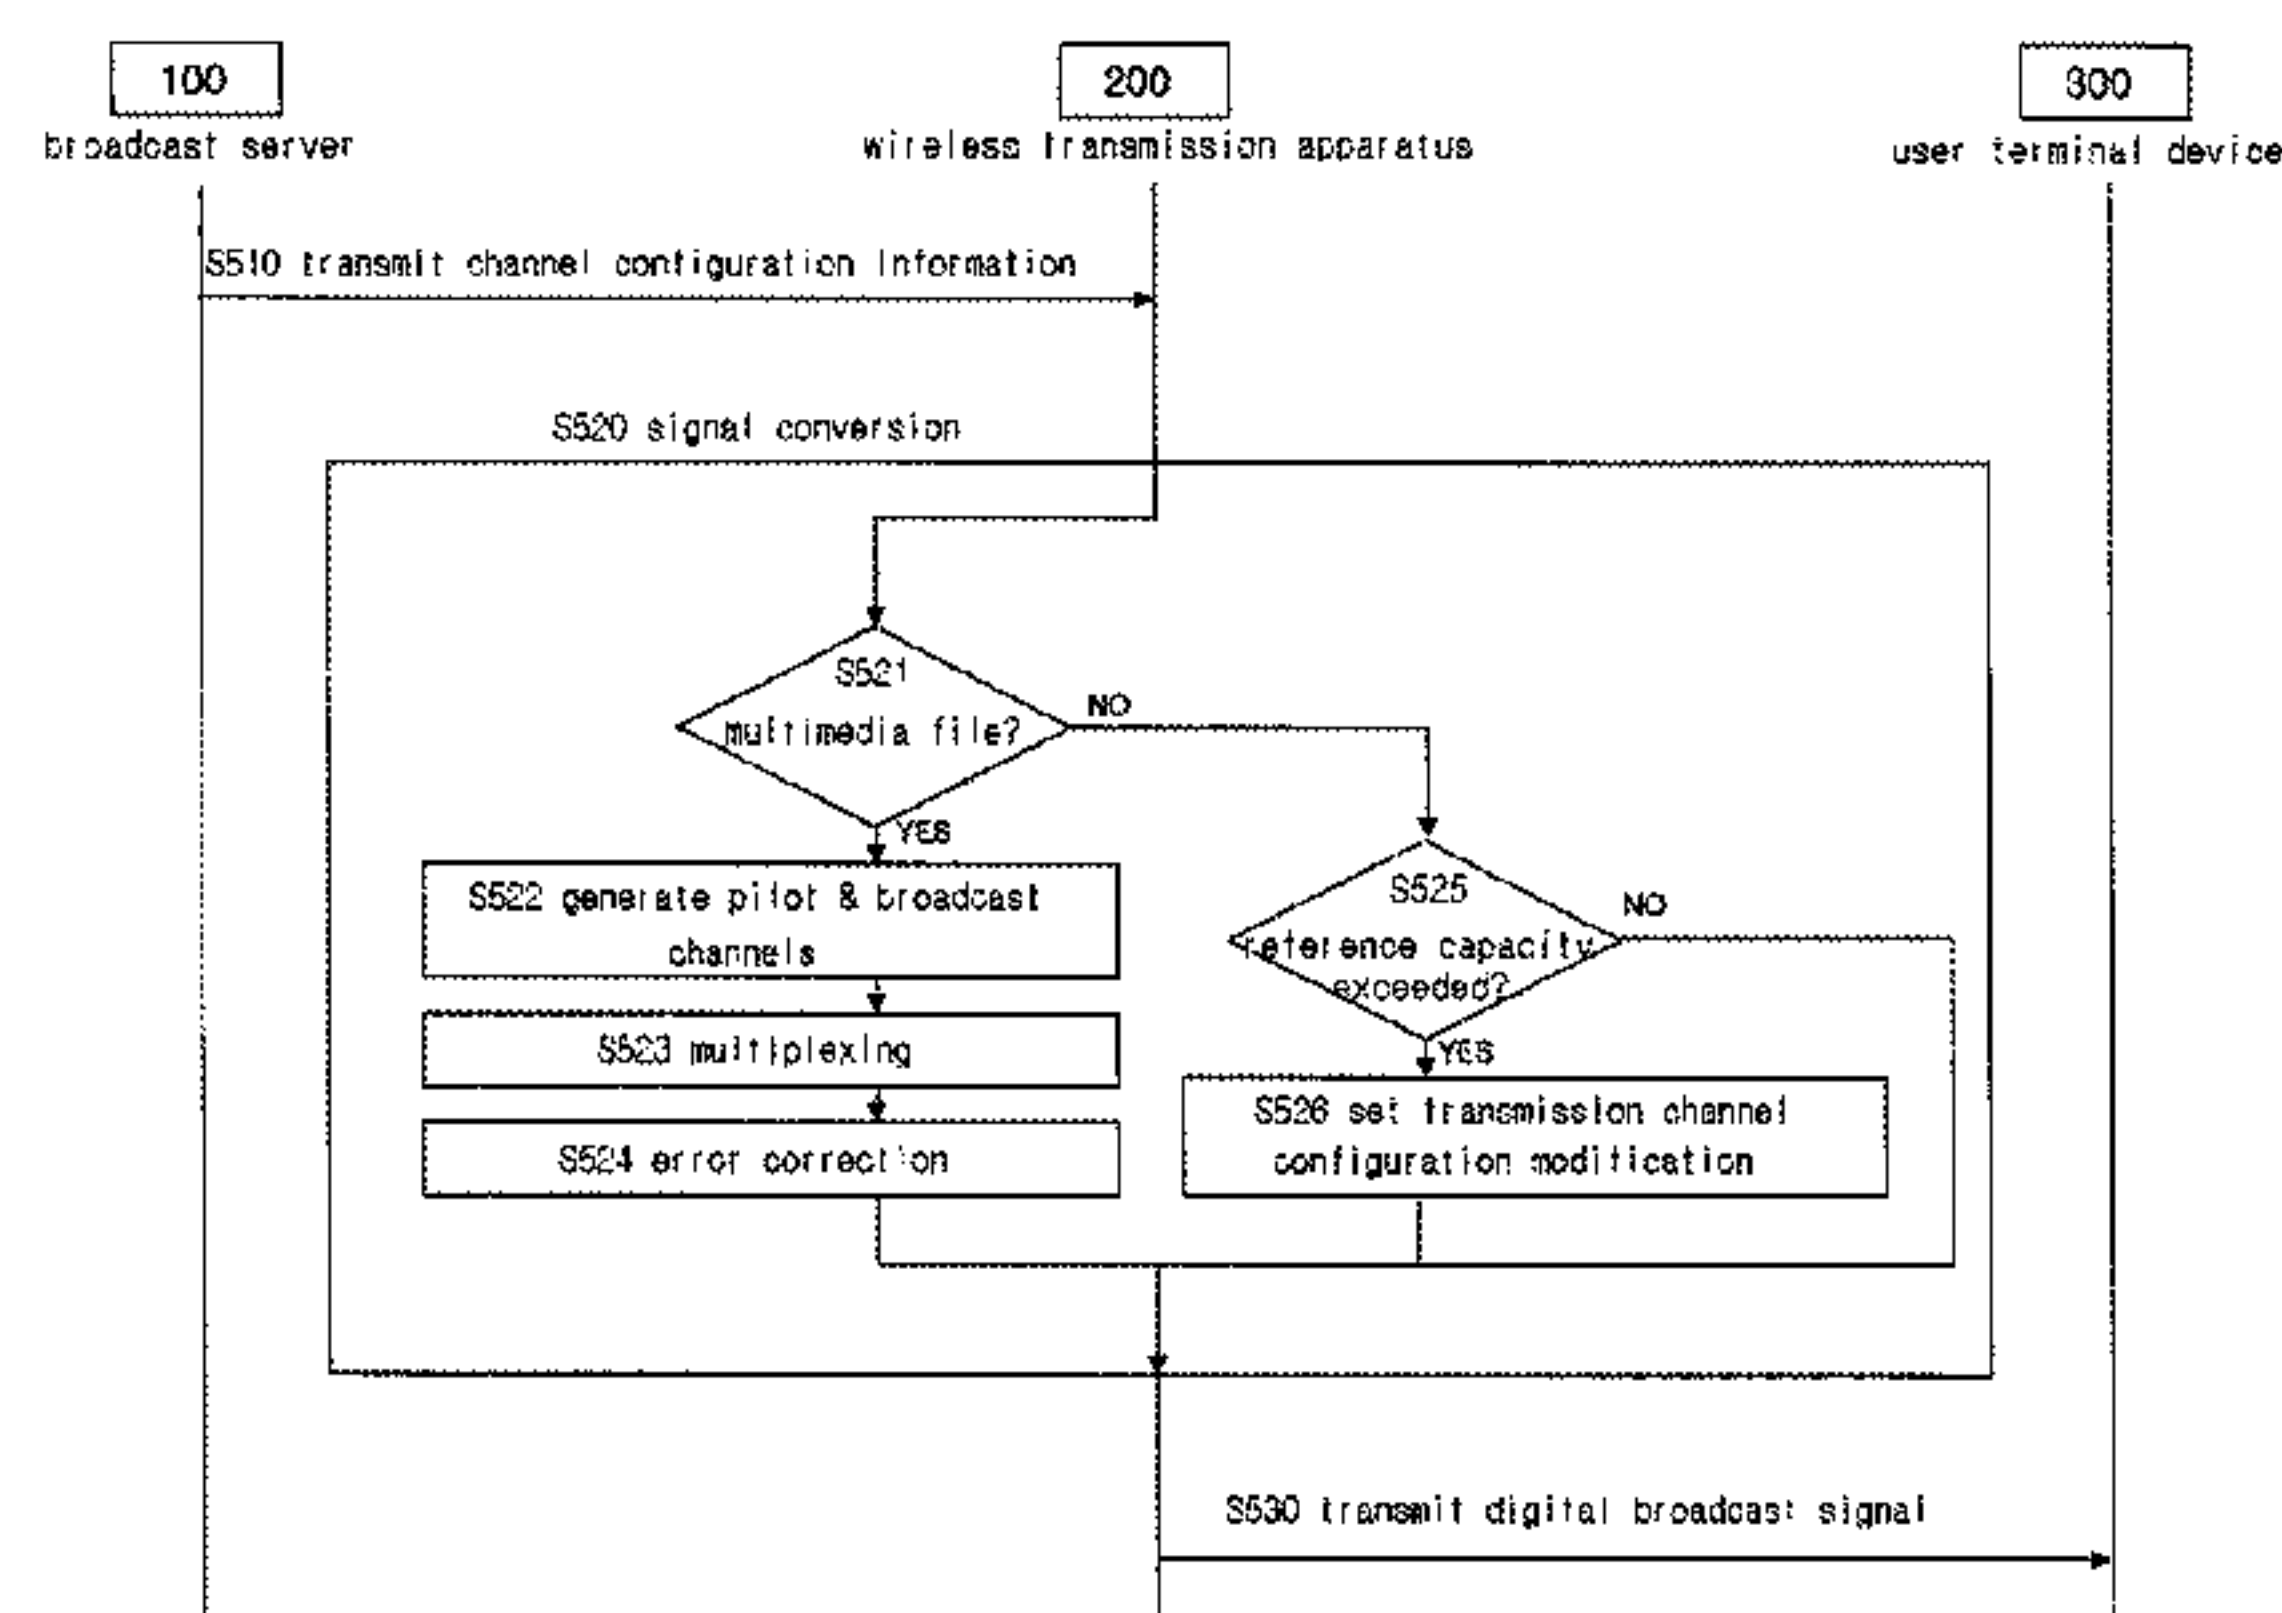 100
200
300
broadcast server
wireless transmission apparatus
user terminal device
S510 transmit channel configuration information
S520 signal conversion
S521
multimedia file?
NO
YES
S522 generate pilot & broadcast
channels
S525
NO
reference capacity
exceeded?
S523 multiplexing
YES
S524 error correction
S526 set transmission channel
configuration modification
S530 transmit digital broadcast signal